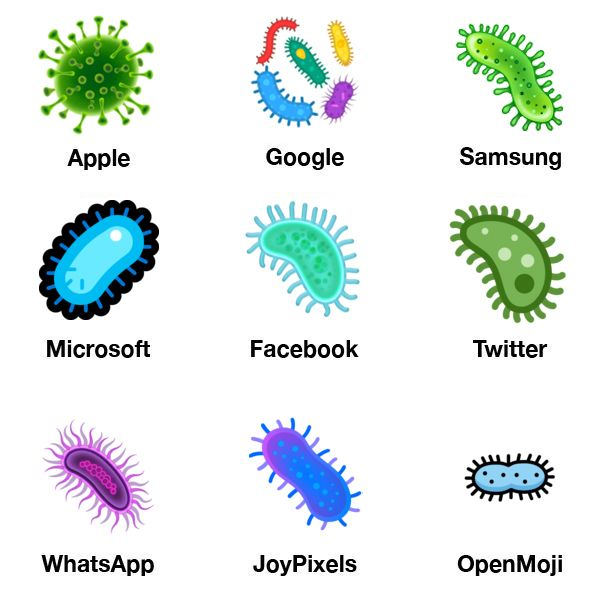 Apple
Google
Samsung
Microsoft
Facebook
Twitter
WhatsApp
JoyPixels
OpenMoji